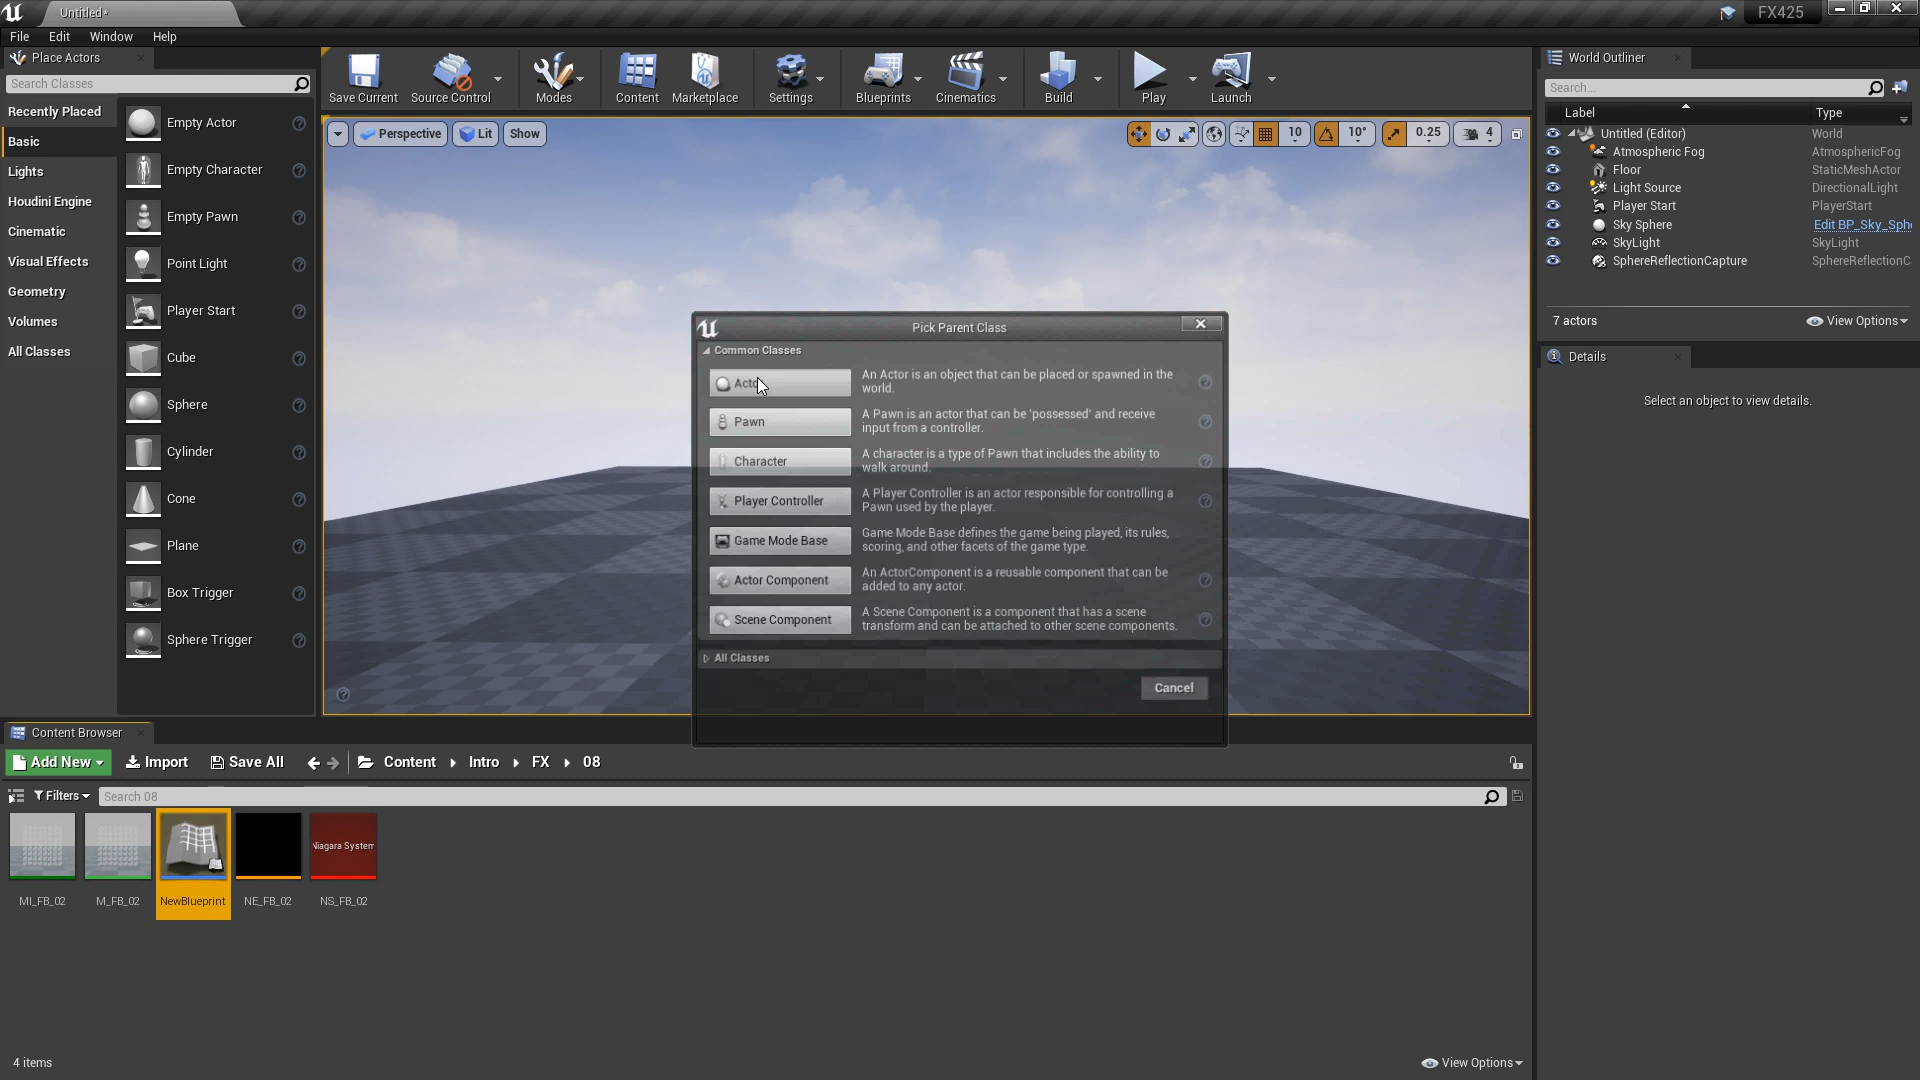 Untitled*
FX425
File Edit Window Help
Place Actors
Search Classes
Recently Placed
Basic
Lights
Houdini Engine
Cinematic
Visual Effects
Geometry
Volumes
All Classes
Empty Actor
Empty Character
Empty Pawn
Point Light
Player Start
Cube
Sphere
Cylinder
Cone
Plane
Box Trigger
Sphere Trigger
Save Current
Source Control
Modes
Content
Marketplace
Settings
Blueprints
Cinematics
Build
Play
Launch
Perspective
Lit
Show
10
10°
0.25
4
Pick Parent Class
Common Classes
Acto
An Actor is an object that can be placed or spawned in the
world.
Pawn
A Pawn is an actor that can be 'possessed' and receive
input from a controller.
Character
A character is a type of Pawn that includes the ability to
walk around.
Player Controller
A Player Controller is an actor responsible for controlling a
Pawn used by the player.
Game Mode Base
Game Mode Base defines the game being played, its rules,
scoring, and other facets of the game type.
Actor Component
An ActorComponent is a reusable component that can be
added to any actor.
Scene Component
A Scene Component is a component that has a scene
transform and can be attached to other scene components.
All Classes
Cancel
World Outliner
Search...
Label Type
Untitled (Editor) World
Atmospheric Fog AtmosphericFog
Floor StaticMeshActor
Light Source DirectionalLight
Player Start PlayerStart
Sky Sphere Edit BP_Sky_Sph
SkyLight SkyLight
SphereReflectionCapture SphereReflectionC
7 actors
View Options
Details
Select an object to view details.
Content Browser
Add New
Import
Save All
Content
Intro
FX
08
Filters
Search 08
Niagara System
MI_FB_02
M_FB_02
NewBlueprint
NE_FB_02
NS_FB_02
4 items
View Options